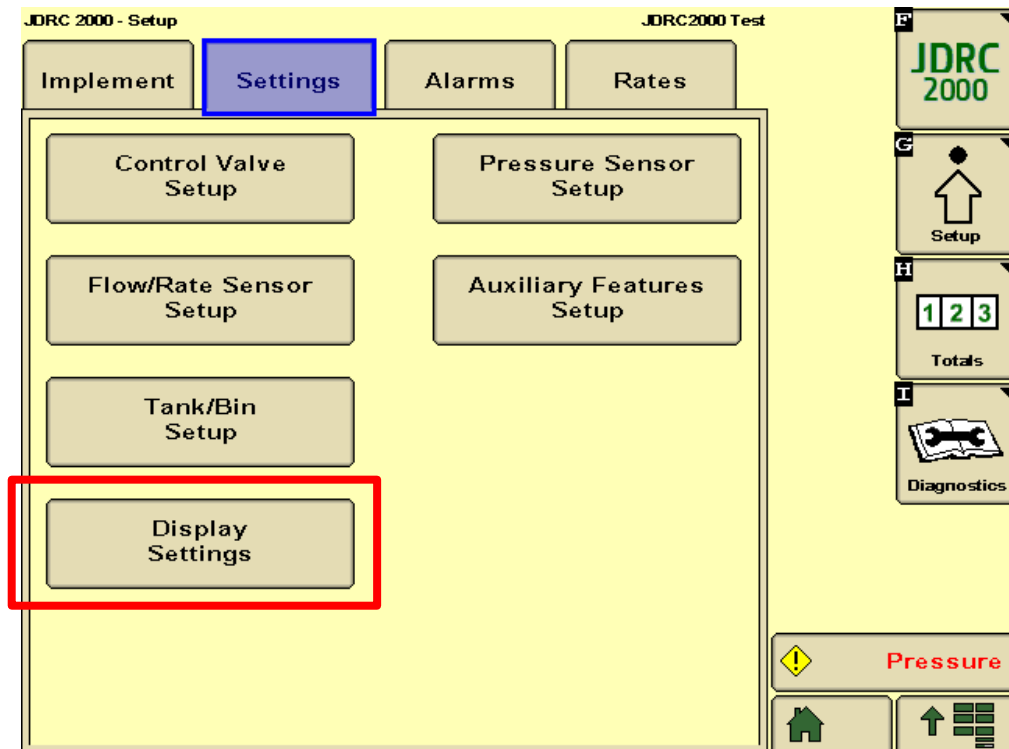 JDRC 2000 - Setup
JDRC2000 Test
Implement
Settings
Alarms
Rates
Control Valve
Setup
Pressure Sensor
Setup
Flow/Rate Sensor
Setup
Auxiliary Features
Setup
Tank/Bin
Setup
Display
Settings
F
JDRC
2000
G
Setup
H
1 2 3
Totals
I
Diagnostics
Pressure